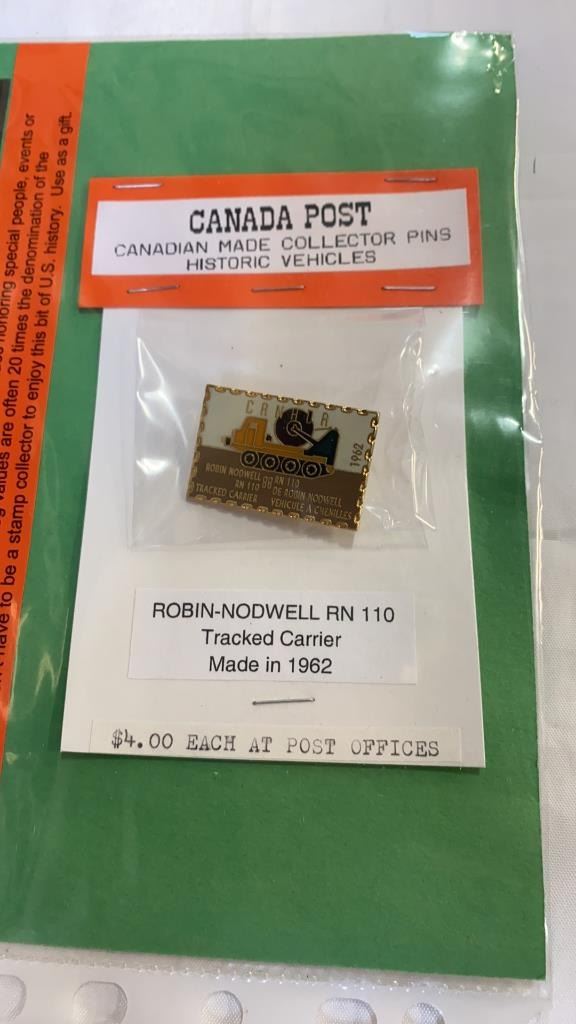 honoring special people, events or
values are often 20 times the denomination of the
have to be a stamp collector to enjoy this bit of U.S. history. Use as a gift.
CANADA POST
CANADIAN MADE COLLECTOR PINS
HISTORIC VEHICLES
CANADA
1962
ROBIN NODWELL
RN 110
TRACKED CARRIER
RN 110
DE ROBIN NODWELL
VEHICULE À CHENILLES
ROBIN-NODWELL RN 110
Tracked Carrier
Made in 1962
$4.00 EACH AT POST OFFICES